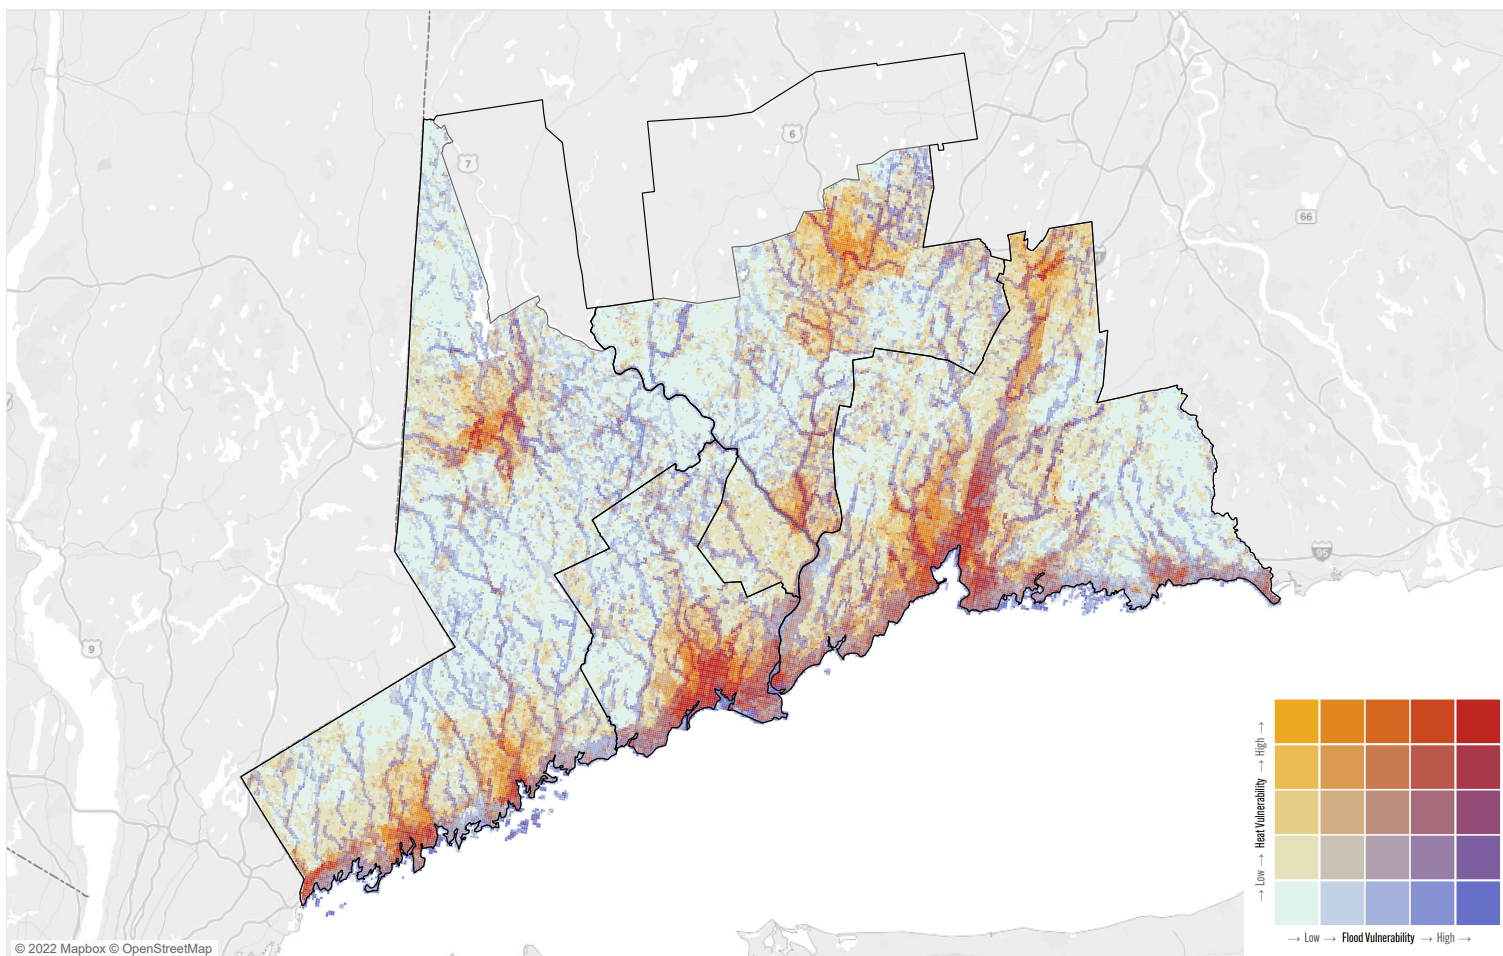 6
7
66
95
9
→ Low → Heat Vulnerability → High →
→ Low → Flood Vulnerability → High →
© 2022 Mapbox © OpenStreetMap